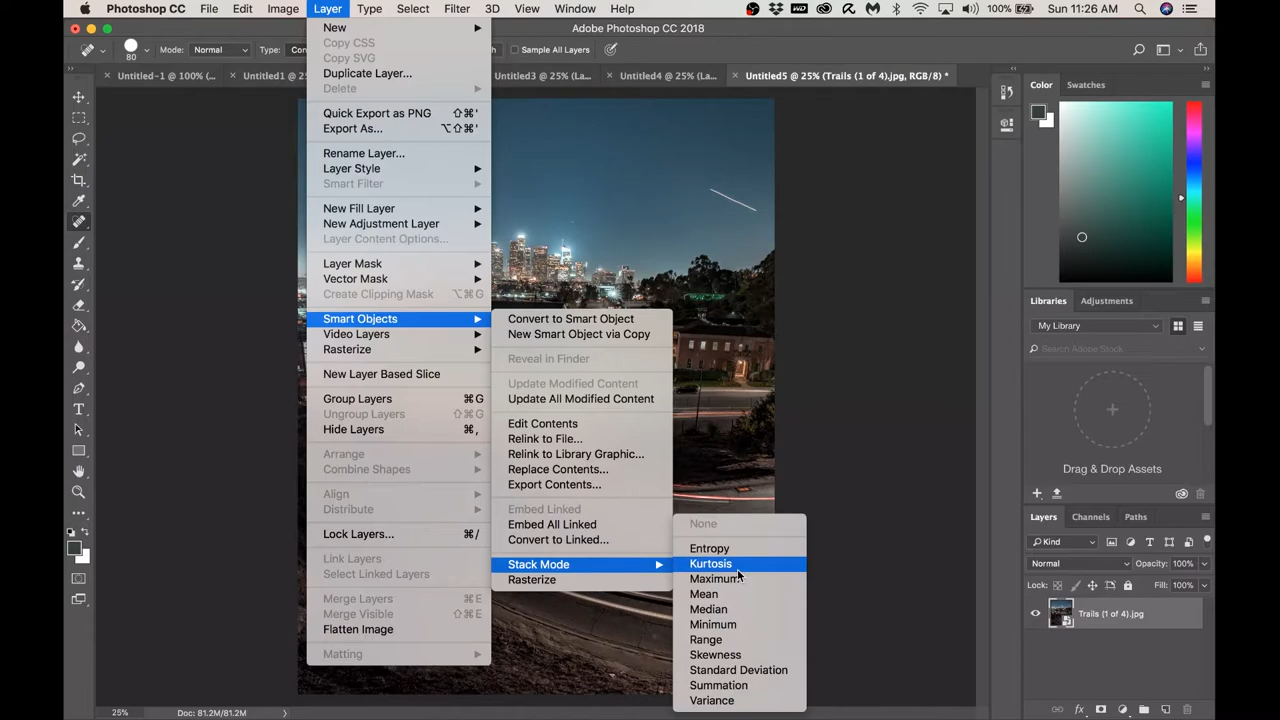 Photoshop CC File Edit Image Layer Type Select Filter 3D View Window Help 100% Sun 11:26 AM
Adobe Photoshop CC 2018
80 Mode: Normal Type: Sample All Layers
Untitled-1 @ 100% (... Untitled1 @ 25 Untitled3 @ 25% (La... Untitled4 @ 25% (La... Untitled5 @ 25% (Trails (1 of 4).jpg, RGB/8) *
New
Copy CSS
Copy SVG
Duplicate Layer...
Delete
Quick Export as PNG ⇧⌘'
Export As... ⌥⇧⌘'
Rename Layer...
Layer Style
Smart Filter
New Fill Layer
New Adjustment Layer
Layer Content Options...
Layer Mask
Vector Mask
Create Clipping Mask ⌥⌘G
Smart Objects
Video Layers
Rasterize
New Layer Based Slice
Group Layers ⌘G
Ungroup Layers ⇧⌘G
Hide Layers ⌘,
Arrange
Combine Shapes
Align
Distribute
Lock Layers... ⌘/
Link Layers
Select Linked Layers
Merge Layers ⌘E
Merge Visible ⇧⌘E
Flatten Image
Matting
Convert to Smart Object
New Smart Object via Copy
Reveal in Finder
Update Modified Content
Update All Modified Content
Edit Contents
Relink to File...
Relink to Library Graphic...
Replace Contents...
Export Contents...
Embed Linked
Embed All Linked
Convert to Linked...
Stack Mode
Rasterize
None
Entropy
Kurtosis
Maximum
Mean
Median
Minimum
Range
Skewness
Standard Deviation
Summation
Variance
Color Swatches
Libraries Adjustments
My Library
Search Adobe Stock
Drag & Drop Assets
Layers Channels Paths
Kind
Normal Opacity: 100%
Lock: Fill: 100%
Trails (1 of 4).jpg
25% Doc: 81.2M/81.2M